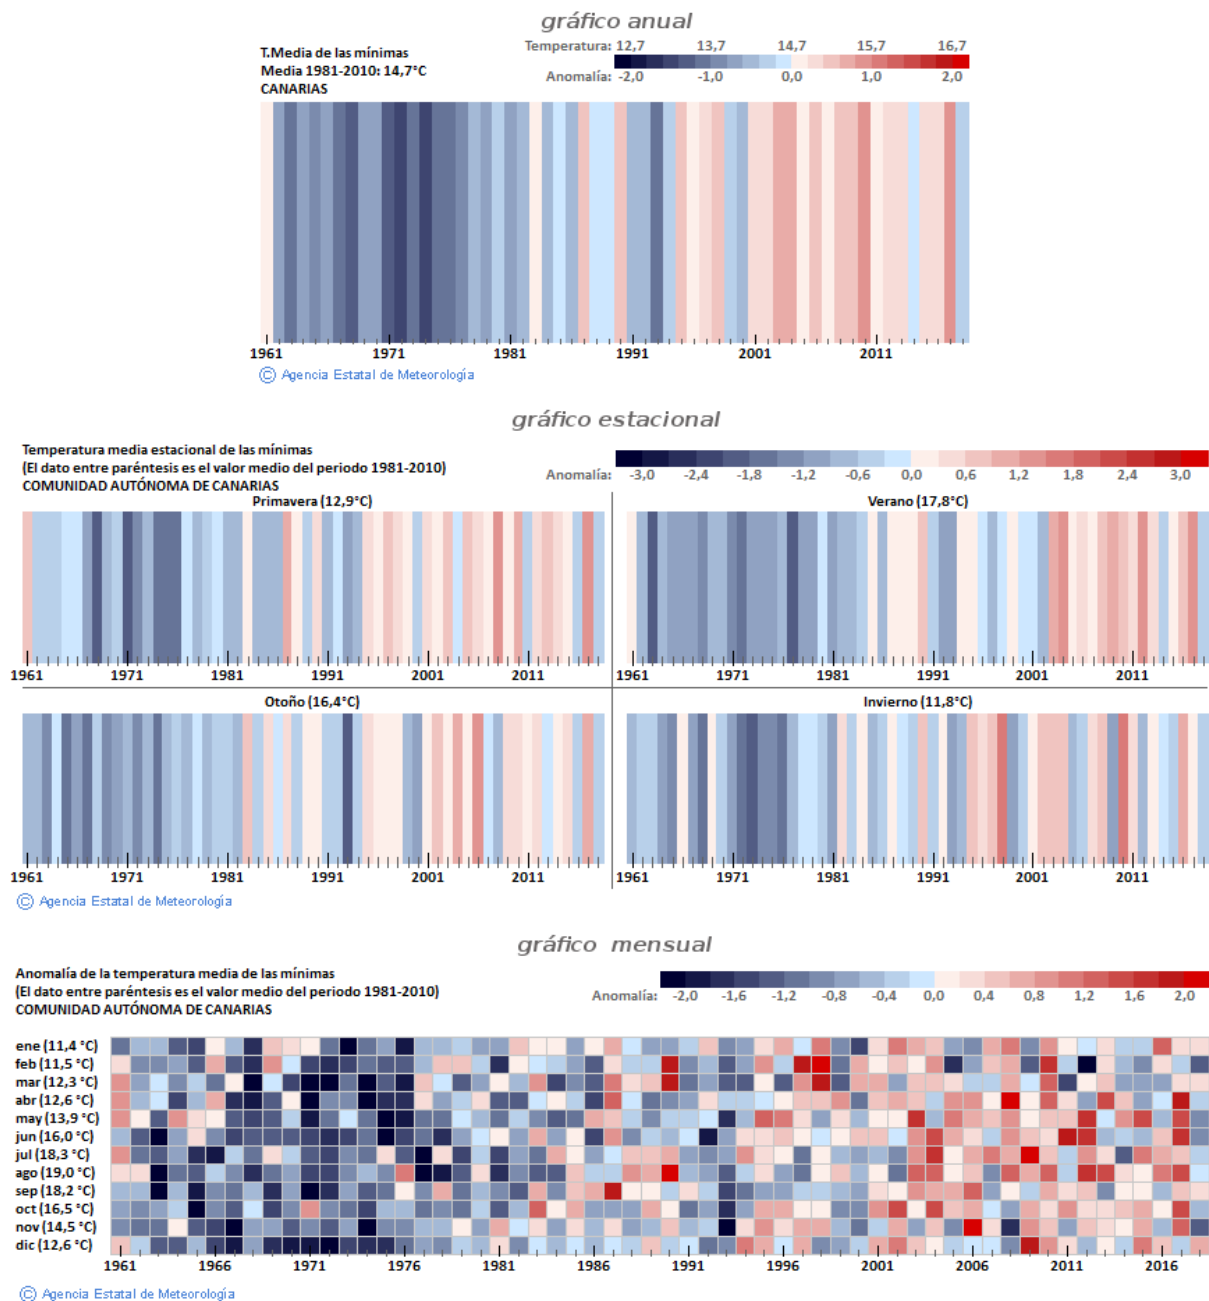 gráfico anual
T.Media de las mínimas
Media 1981-2010: 14,7°C
CANARIAS
Temperatura: 12,7 13,7 14,7 15,7 16,7
Anomalía: -2,0 -1,0 0,0 1,0 2,0
1961 1971 1981 1991 2001 2011
© Agencia Estatal de Meteorología
gráfico estacional
Temperatura media estacional de las mínimas
(El dato entre paréntesis es el valor medio del periodo 1981-2010)
COMUNIDAD AUTÓNOMA DE CANARIAS
Anomalía: -3,0 -2,4 -1,8 -1,2 -0,6 0,0 0,6 1,2 1,8 2,4 3,0
Primavera (12,9°C) Verano (17,8°C)
1961 1971 1981 1991 2001 2011 1961 1971 1981 1991 2001 2011
Otoño (16,4°C) Invierno (11,8°C)
1961 1971 1981 1991 2001 2011 1961 1971 1981 1991 2001 2011
© Agencia Estatal de Meteorología
gráfico mensual
Anomalía de la temperatura media de las mínimas
(El dato entre paréntesis es el valor medio del periodo 1981-2010)
COMUNIDAD AUTÓNOMA DE CANARIAS
Anomalía: -2,0 -1,6 -1,2 -0,8 -0,4 0,0 0,4 0,8 1,2 1,6 2,0
ene (11,4 °C)
feb (11,5 °C)
mar (12,3 °C)
abr (12,6 °C)
may (13,9 °C)
jun (16,0 °C)
jul (18,3 °C)
ago (19,0 °C)
sep (18,2 °C)
oct (16,5 °C)
nov (14,5 °C)
dic (12,6 °C)
1961 1966 1971 1976 1981 1986 1991 1996 2001 2006 2011 2016
© Agencia Estatal de Meteorología